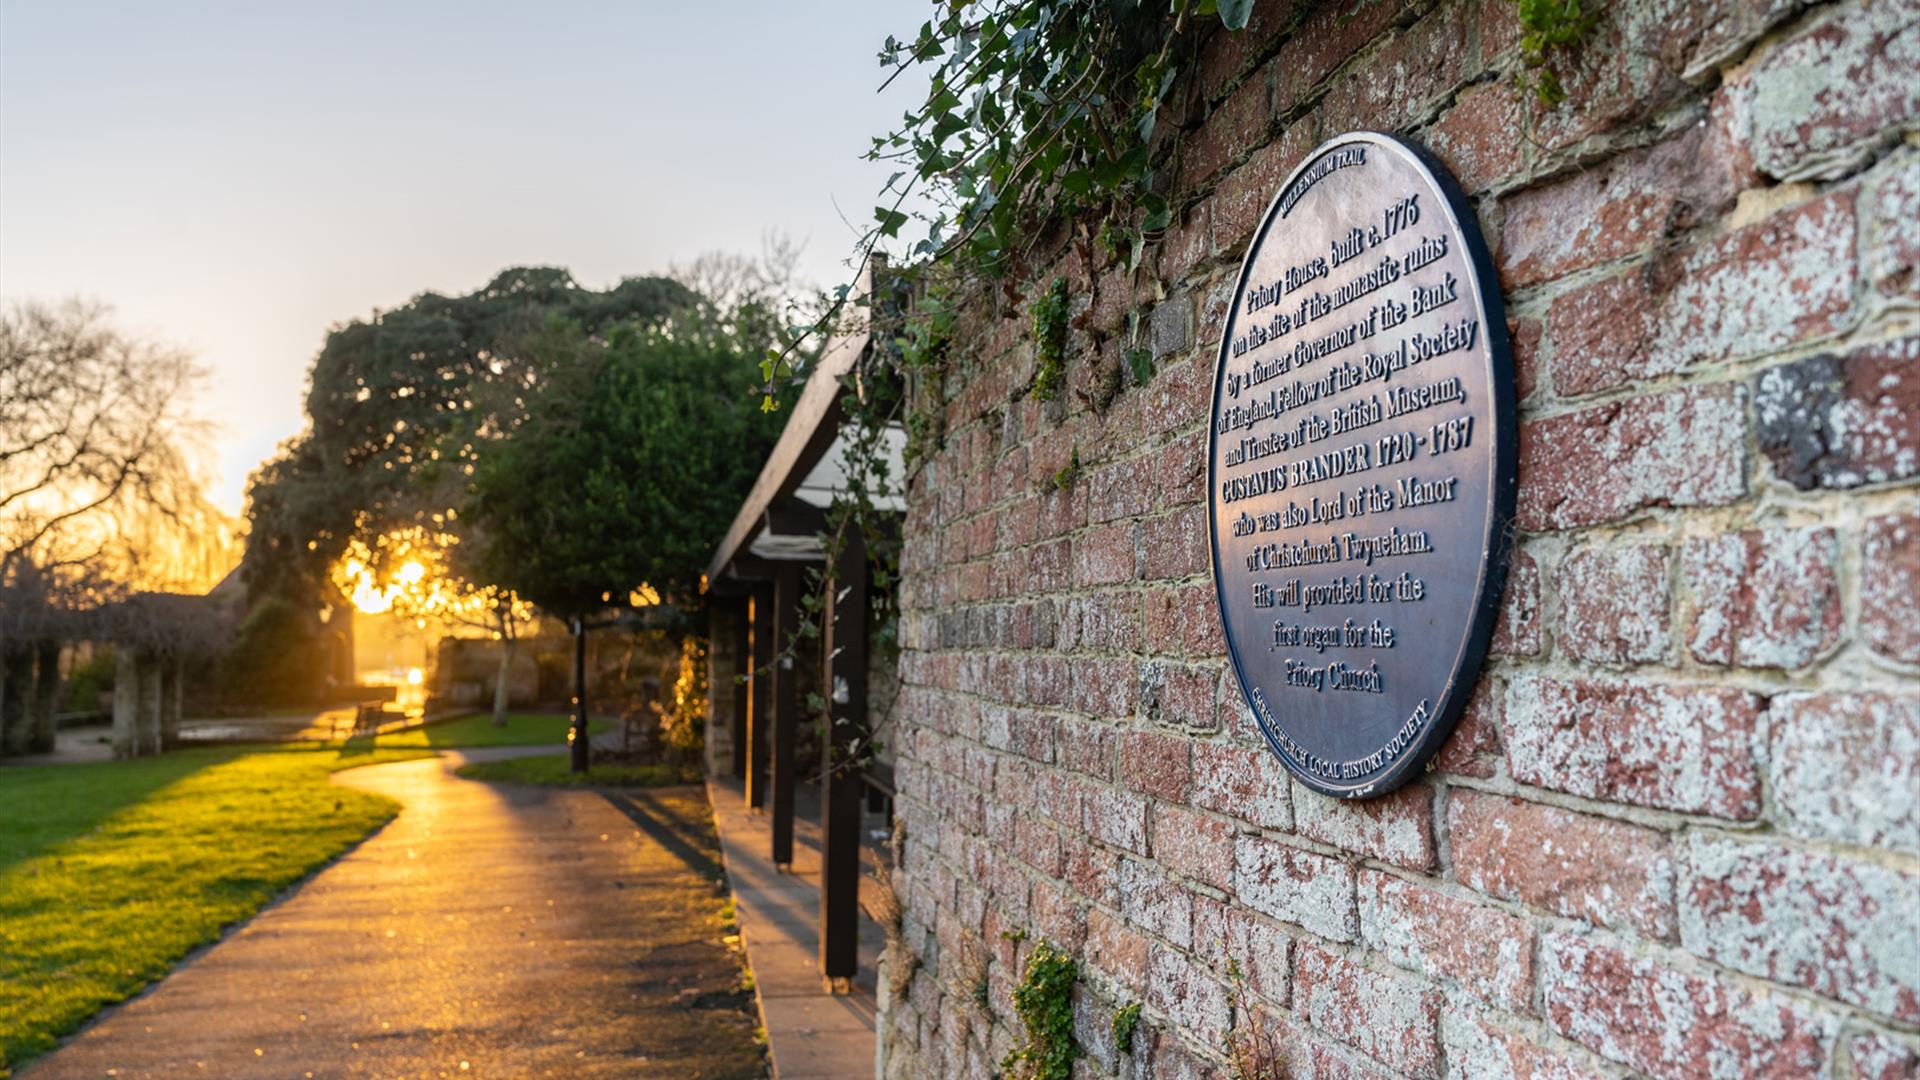 MILLENNIUM TRAIL
Priory House, built c.1776
on the site of the monastic ruins
by a former Governor of the Bank
of England, Fellow of the Royal Society
and Trustee of the British Museum,
GUSTAVUS BRANDER 1720 - 1787
who was also Lord of the Manor
of Christchurch Twyneham.
His will provided for the
first organ for the
Priory Church
CHRISTCHURCH LOCAL HISTORY SOCIETY